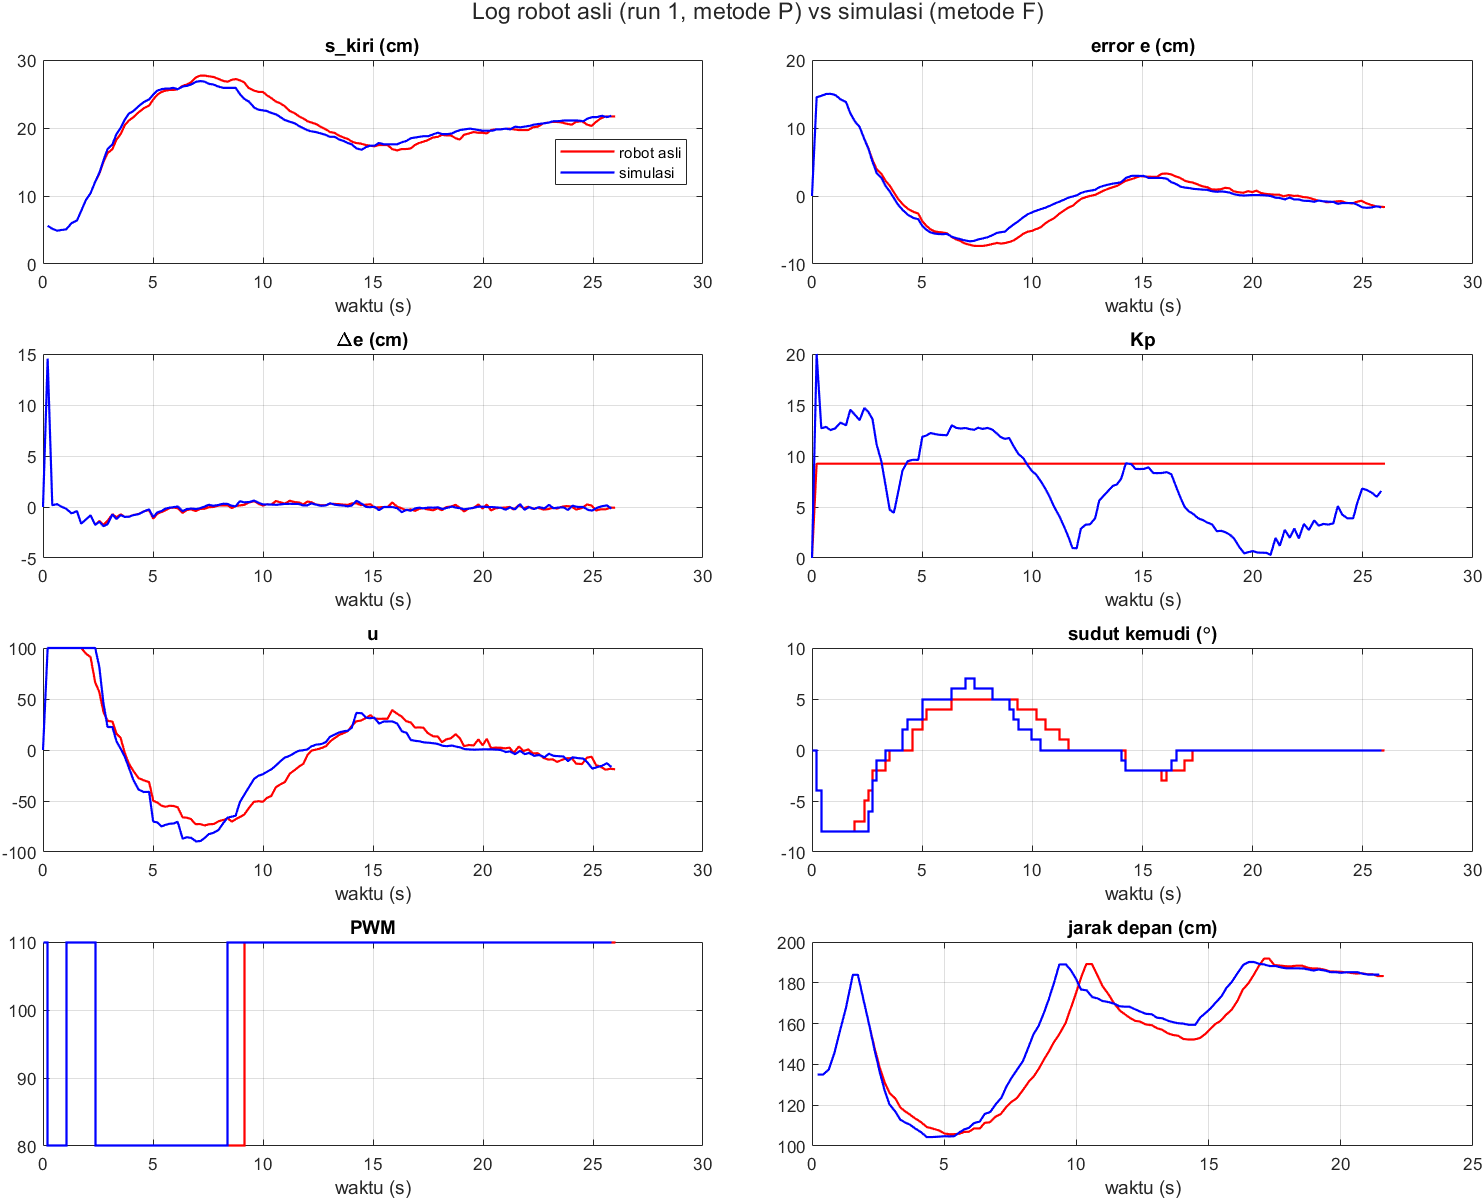 Log robot asli (run 1, metode P) vs simulasi (metode F)
s_kiri (cm)
30
20
10
0
0 5 10 15 20 25 30
waktu (s)
robot asli
simulasi
error e (cm)
20
10
0
-10
0 5 10 15 20 25 30
waktu (s)
Δe (cm)
15
10
5
0
-5
0 5 10 15 20 25 30
waktu (s)
Kp
20
15
10
5
0
0 5 10 15 20 25 30
waktu (s)
u
100
50
0
-50
-100
0 5 10 15 20 25 30
waktu (s)
sudut kemudi (°)
10
5
0
-5
-10
0 5 10 15 20 25 30
waktu (s)
PWM
110
100
90
80
0 5 10 15 20 25 30
waktu (s)
jarak depan (cm)
200
180
160
140
120
100
0 5 10 15 20 25
waktu (s)